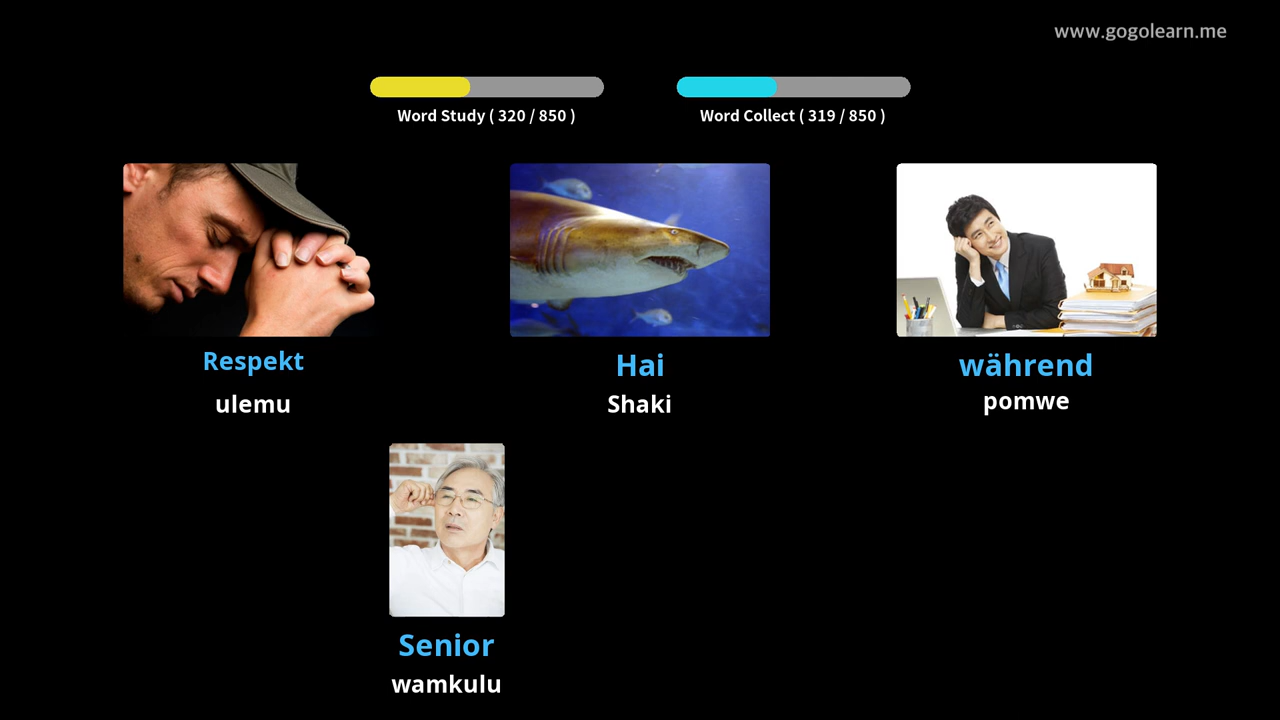 www.gogolearn.me
Word Study ( 320 / 850 )
Word Collect ( 319 / 850 )
Respekt
ulemu
Hai
Shaki
während
pomwe
Senior
wamkulu